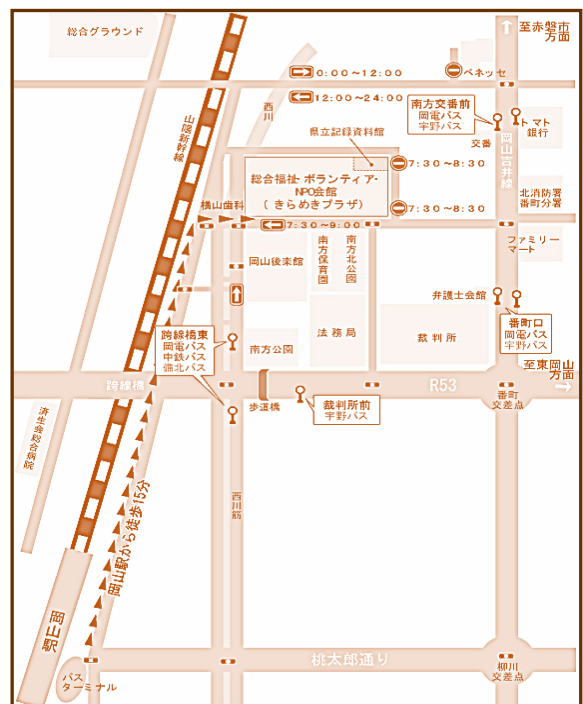 総合グラウンド
至赤磐市
方面
0:00～12:00
ベネッセ
12:00～24:00
西川
山陽新幹線
南方交番前
岡電バス
宇野バス
トマト
銀行
岡山吉井線
県立記録資料館
交番
7:30～8:30
総合福祉・ボランティア・
NPO会館
( きらめきプラザ )
北消防署
番町分署
横山歯科
7:30～8:30
7:30～9:00
ファミリー
マート
岡山後楽館
南方保育園
南方北公園
弁護士会館
跨線橋東
岡電バス
中鉄バス
備北バス
南方公園
法務局
裁判所
番町口
岡電バス
宇野バス
至東岡山
方面
跨線橋
R53
番町
交差点
歩道橋
裁判所前
宇野バス
済生会総合病院
西川筋
岡山駅から徒歩15分
岡山駅
桃太郎通り
柳川
交差点
バス
ターミナル